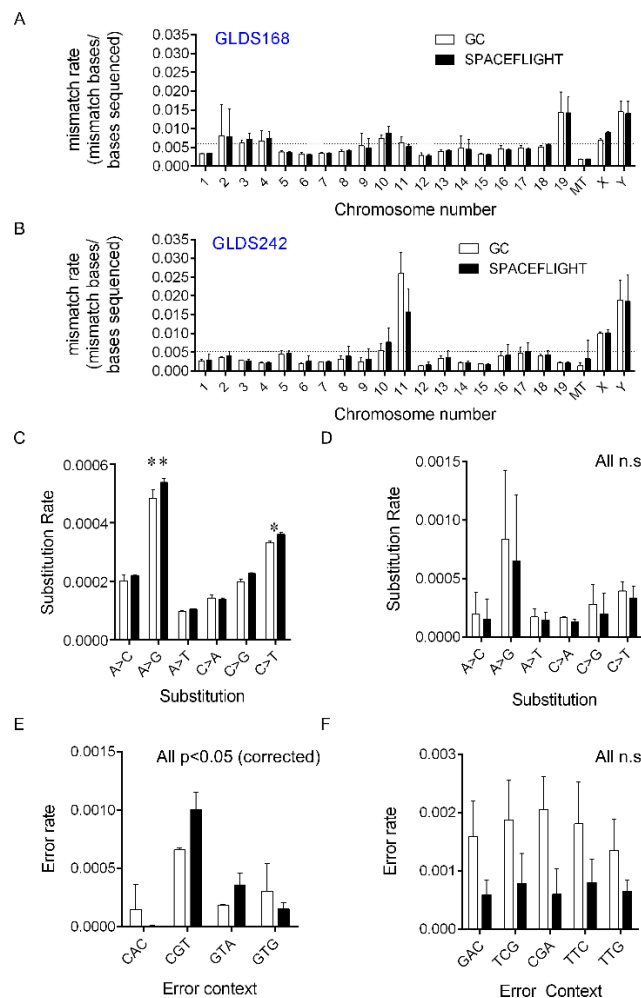 A
GLDS168
GC
SPACEFLIGHT
mismatch rate
(mismatch bases/
bases sequenced)
0.035
0.030
0.025
0.020
0.015
0.010
0.005
0.000
1 2 3 4 5 6 7 8 9 10 11 12 13 14 15 16 17 18 19 MT X Y
Chromosome number
B
GLDS242
GC
SPACEFLIGHT
mismatch rate
(mismatch bases/
bases sequenced)
0.035
0.030
0.025
0.020
0.015
0.010
0.005
0.000
1 2 3 4 5 6 7 8 9 10 11 12 13 14 15 16 17 18 19 MT X Y
Chromosome number
C
Substitution Rate
0.0006
0.0004
0.0002
0.0000
**
*
A>C A>G A>T C>A C>G C>T
Substitution
D
All n.s
Substitution Rate
0.0015
0.0010
0.0005
0.0000
A>C A>G A>T C>A C>G C>T
Substitution
E
All p<0.05 (corrected)
Error rate
0.0015
0.0010
0.0005
0.0000
CAC CGT GTA GTG
Error context
F
All n.s
Error rate
0.003
0.002
0.001
0.000
GAC TCG CGA TTC TTG
Error Context